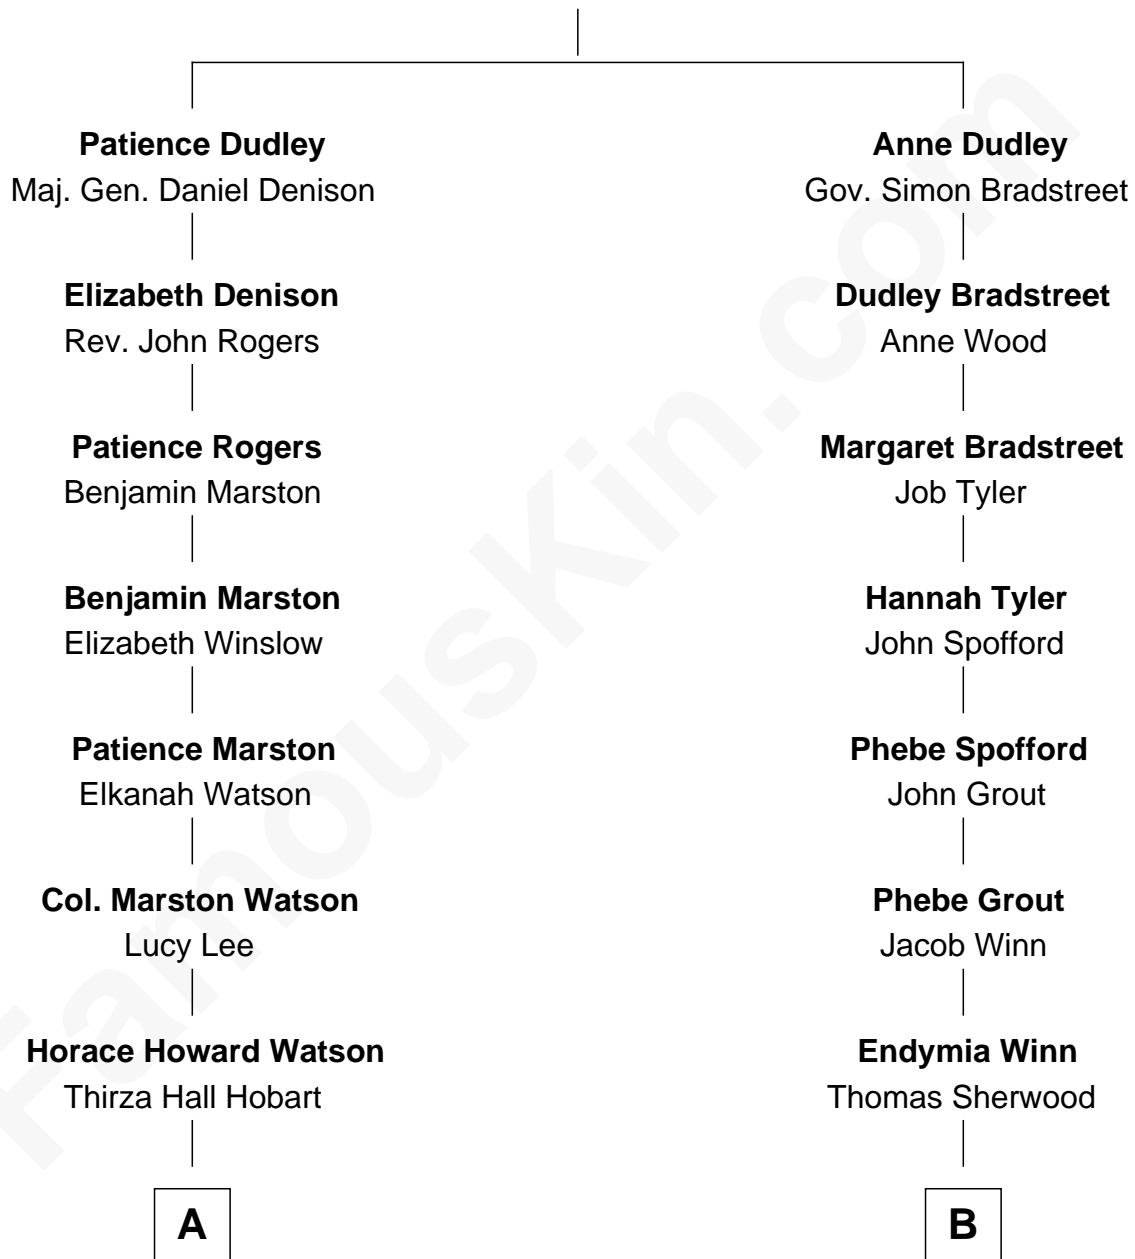 Patience Dudley
Maj. Gen. Daniel Denison
Elizabeth Denison
Rev. John Rogers
Patience Rogers
Benjamin Marston
Benjamin Marston
Elizabeth Winslow
Patience Marston
Elkanah Watson
Col. Marston Watson
Lucy Lee
Horace Howard Watson
Thirza Hall Hobart
A
Anne Dudley
Gov. Simon Bradstreet
Dudley Bradstreet
Anne Wood
Margaret Bradstreet
Job Tyler
Hannah Tyler
John Spofford
Phebe Spofford
John Grout
Phebe Grout
Jacob Winn
Endymia Winn
Thomas Sherwood
B
FamousKin.com